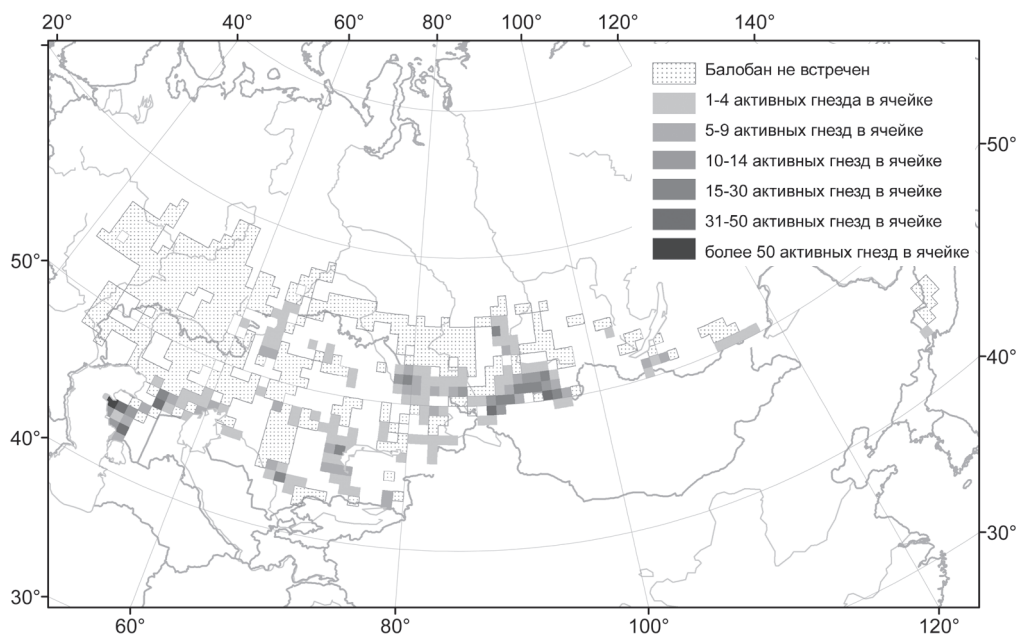 20° 40° 60° 80° 100° 120° 140°
Балобан не встречен
1-4 активных гнезда в ячейке
5-9 активных гнезд в ячейке
10-14 активных гнезд в ячейке
15-30 активных гнезд в ячейке
31-50 активных гнезд в ячейке
более 50 активных гнезд в ячейке
50°
50°
40°
40°
30°
30°
60° 80° 100° 120°